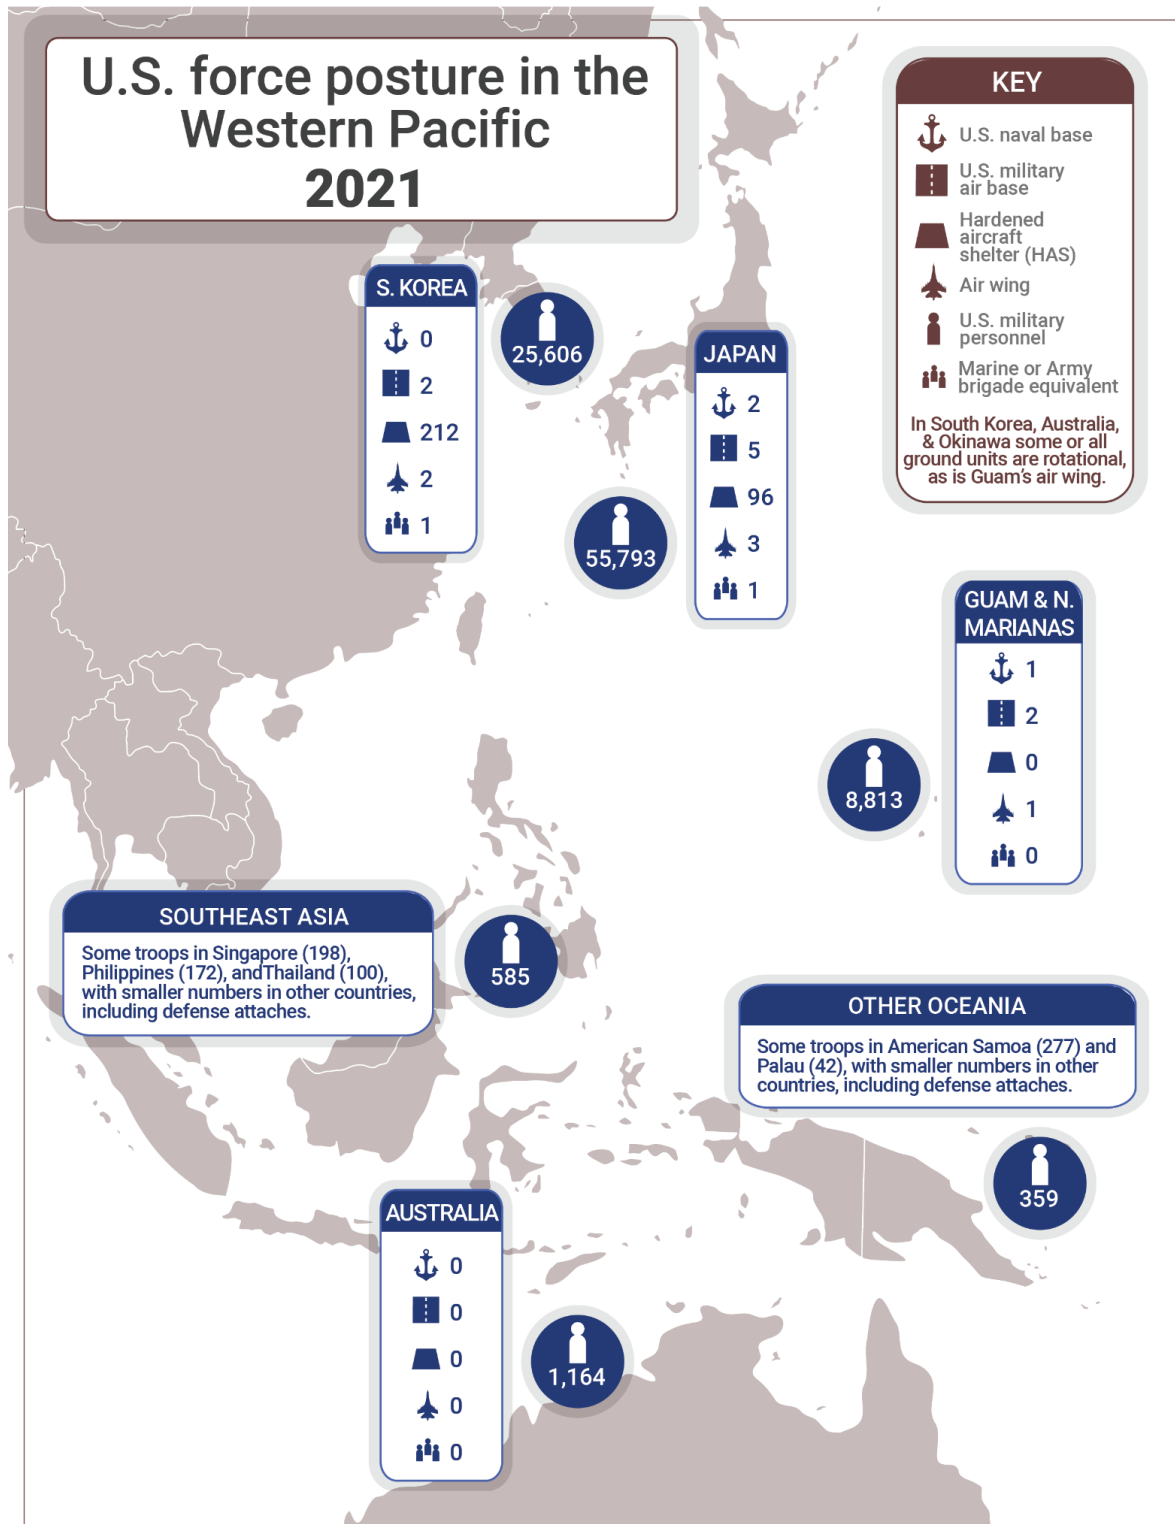 U.S. force posture in the
Western Pacific
2021
KEY
U.S. naval base
U.S. military
air base
Hardened
aircraft
shelter (HAS)
Air wing
U.S. military
personnel
Marine or Army
brigade equivalent
In South Korea, Australia,
& Okinawa some or all
ground units are rotational,
as is Guam's air wing.
S. KOREA
0
2
212
2
1
25,606
JAPAN
2
5
96
3
1
55,793
GUAM & N.
MARIANAS
1
2
0
1
0
8,813
SOUTHEAST ASIA
Some troops in Singapore (198),
Philippines (172), andThailand (100),
with smaller numbers in other countries,
including defense attaches.
585
OTHER OCEANIA
Some troops in American Samoa (277) and
Palau (42), with smaller numbers in other
countries, including defense attaches.
359
AUSTRALIA
0
0
0
0
0
1,164